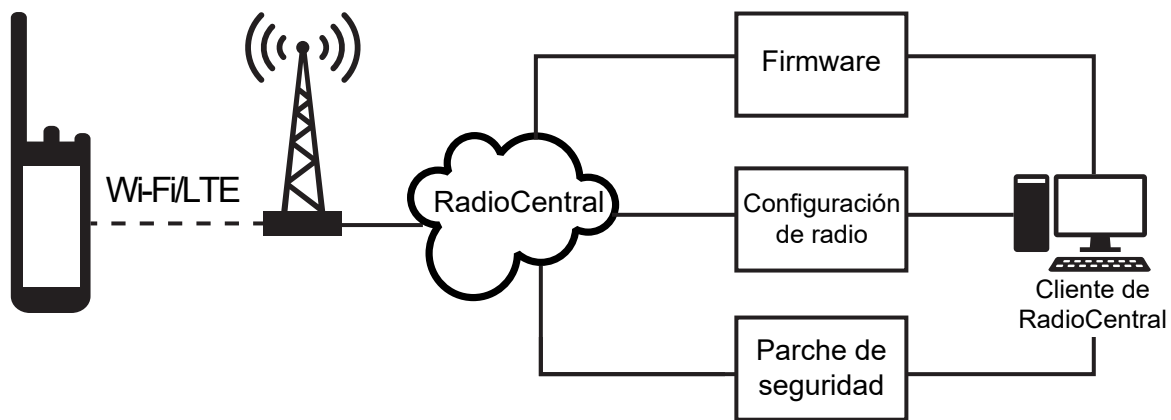 Wi-Fi/LTE
RadioCentral
Firmware
Configuración
de radio
Parche de
seguridad
Cliente de
RadioCentral